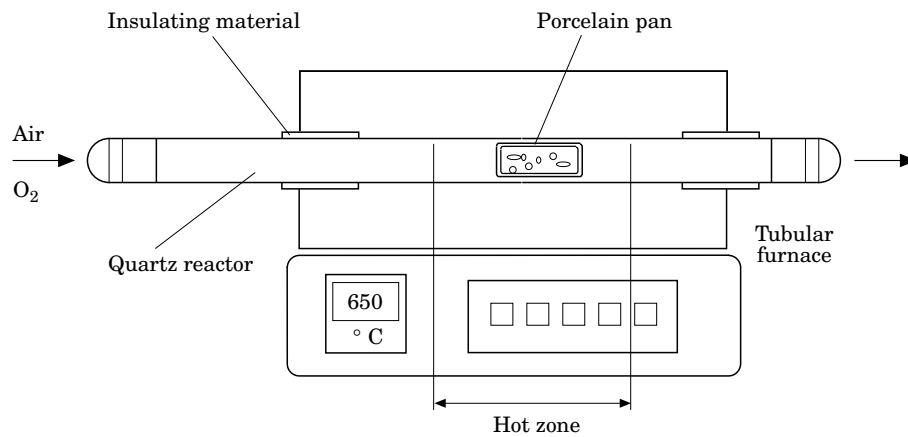 Insulating material
Porcelain pan
Air
O2
Quartz reactor
Tubular
furnace
650
° C
Hot zone